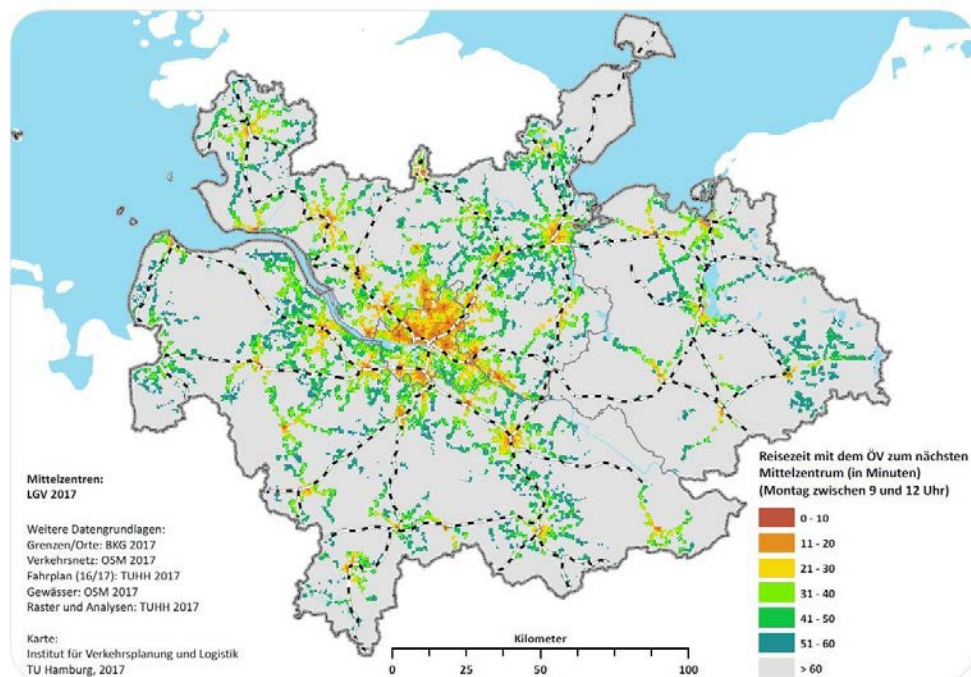 Mittelzentren:
LGV 2017
Weitere Datengrundlagen:
Grenzen/Orte: BKG 2017
Verkehrsnetz: OSM 2017
Fahrplan (16/17): TUHH 2017
Gewässer: OSM 2017
Raster und Analysen: TUHH 2017
Karte:
Institut für Verkehrsplanung und Logistik
TU Hamburg, 2017
Kilometer
0 25 50 100
Reisezeit mit dem ÖV zum nächsten
Mittelzentrum (in Minuten)
(Montag zwischen 9 und 12 Uhr)
0 - 10
11 - 20
21 - 30
31 - 40
41 - 50
51 - 60
> 60